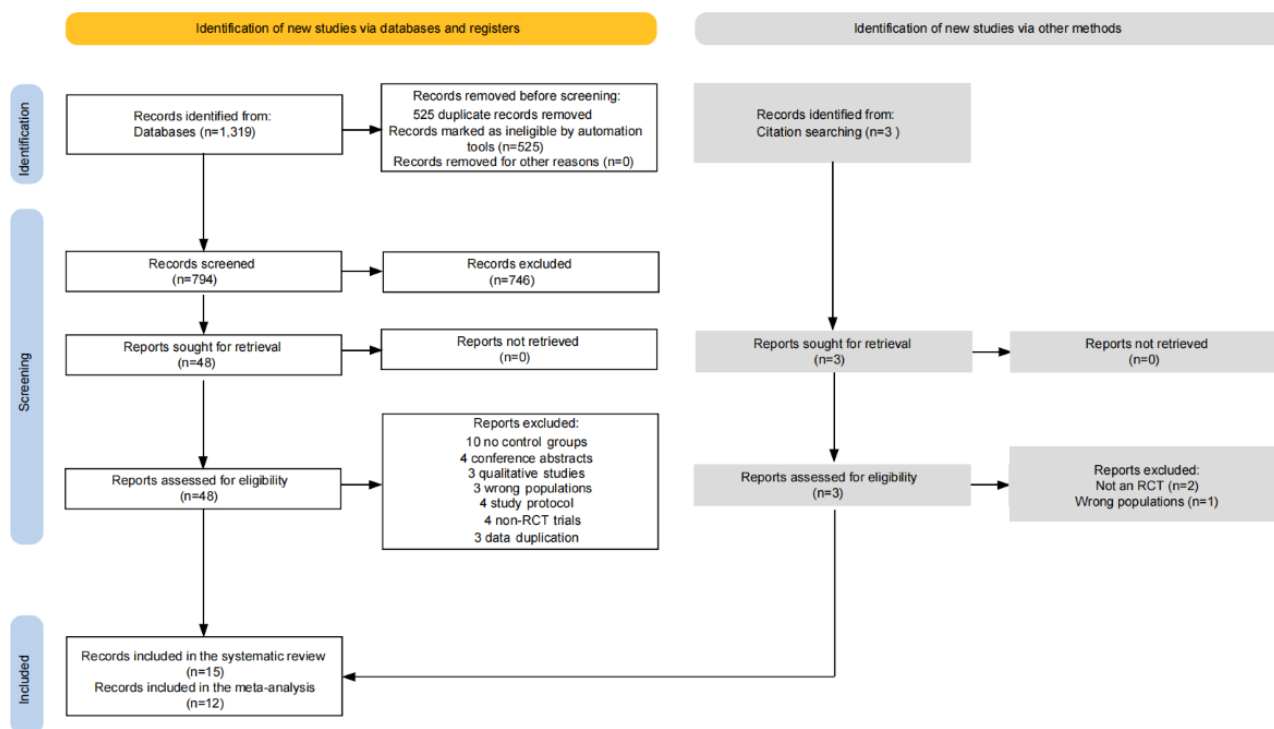 Identification of new studies via databases and registers
Identification of new studies via other methods
Identification
Records identified from:
Databases (n=1,319)
Records removed before screening:
525 duplicate records removed
Records marked as ineligible by automation
tools (n=525)
Records removed for other reasons (n=0)
Records identified from:
Citation searching (n=3 )
Screening
Records screened
(n=794)
Records excluded
(n=746)
Reports sought for retrieval
(n=48)
Reports not retrieved
(n=0)
Reports sought for retrieval
(n=3)
Reports not retrieved
(n=0)
Reports assessed for eligibility
(n=48)
Reports excluded:
10 no control groups
4 conference abstracts
3 qualitative studies
3 wrong populations
4 study protocol
4 non-RCT trials
3 data duplication
Reports assessed for eligibility
(n=3)
Reports excluded:
Not an RCT (n=2)
Wrong populations (n=1)
Included
Records included in the systematic review
(n=15)
Records included in the meta-analysis
(n=12)